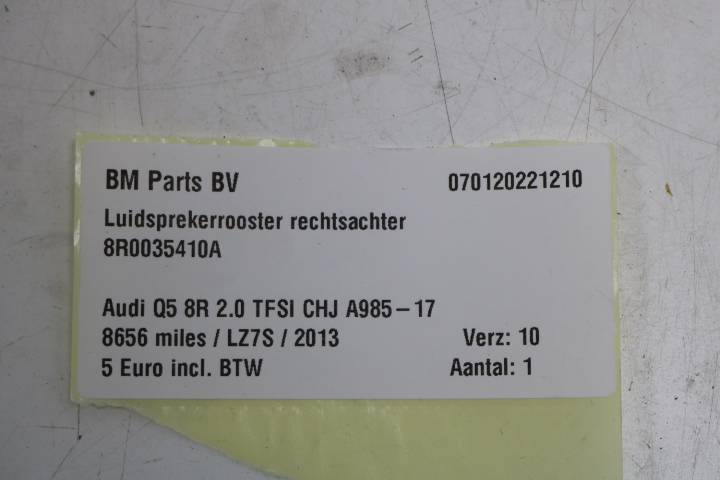 BM Parts BV 070120221210
Luidsprekerrooster rechtsachter
8R0035410A
Audi Q5 8R 2.0 TFSI CHJ A985-17
8656 miles / LZ7S / 2013 Verz: 10
5 Euro incl. BTW Aantal: 1